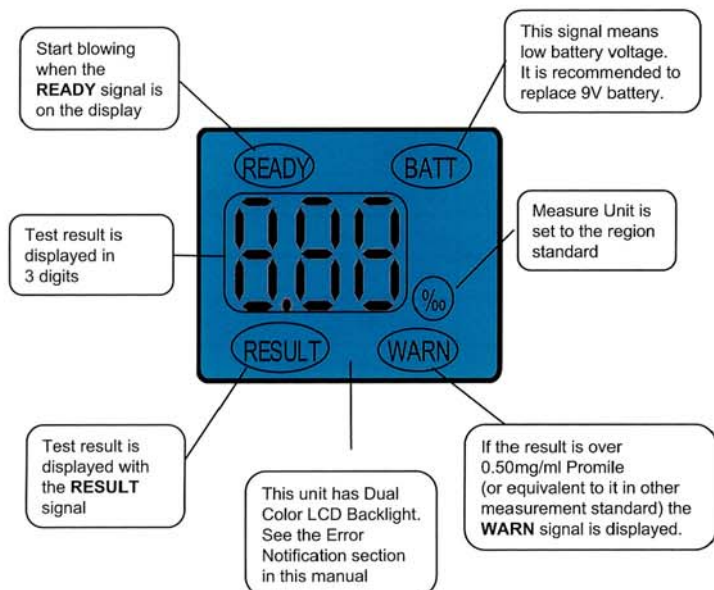 Start blowing
when the
READY signal is
on the display
This signal means
low battery voltage.
It is recommended to
replace 9V battery.
READY
BATT
Test result is
displayed in
3 digits
8.88
Measure Unit is
set to the region
standard
‰
RESULT
WARN
Test result is
displayed with
the RESULT
signal
This unit has Dual
Color LCD Backlight.
See the Error
Notification section
in this manual
If the result is over
0.50mg/ml Promile
(or equivalent to it in other
measurement standard) the
WARN signal is displayed.